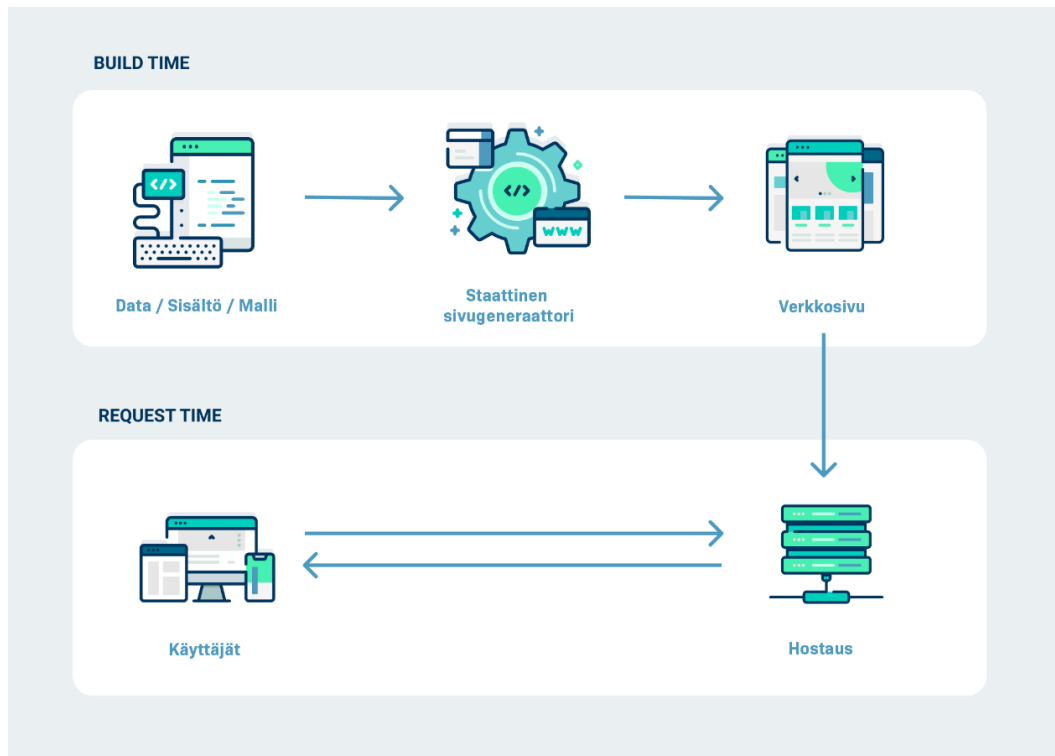 BUILD TIME
</>
</>
WWW
Data / Sisältö / Malli
Staattinen
sivugeneraattori
Verkkosivu
REQUEST TIME
Käyttäjät
Hostaus